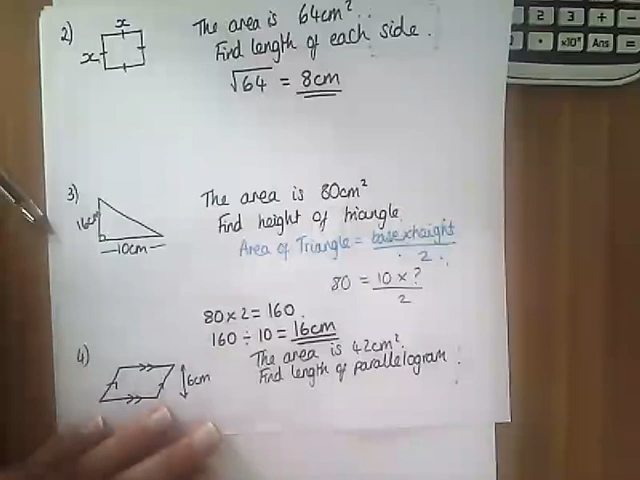 2)
x
x
The area is 64cm².
Find length of each side.
√64 = 8cm
3)
16cm
10cm
The area is 80cm²
Find height of triangle
Area of Triangle = base x height / 2
80 = 10 x ? / 2
80 x 2 = 160
160 ÷ 10 = 16cm
4)
6cm
The area is 42cm².
Find length of parallelogram
2 3 + -
. x10ˣ Ans =